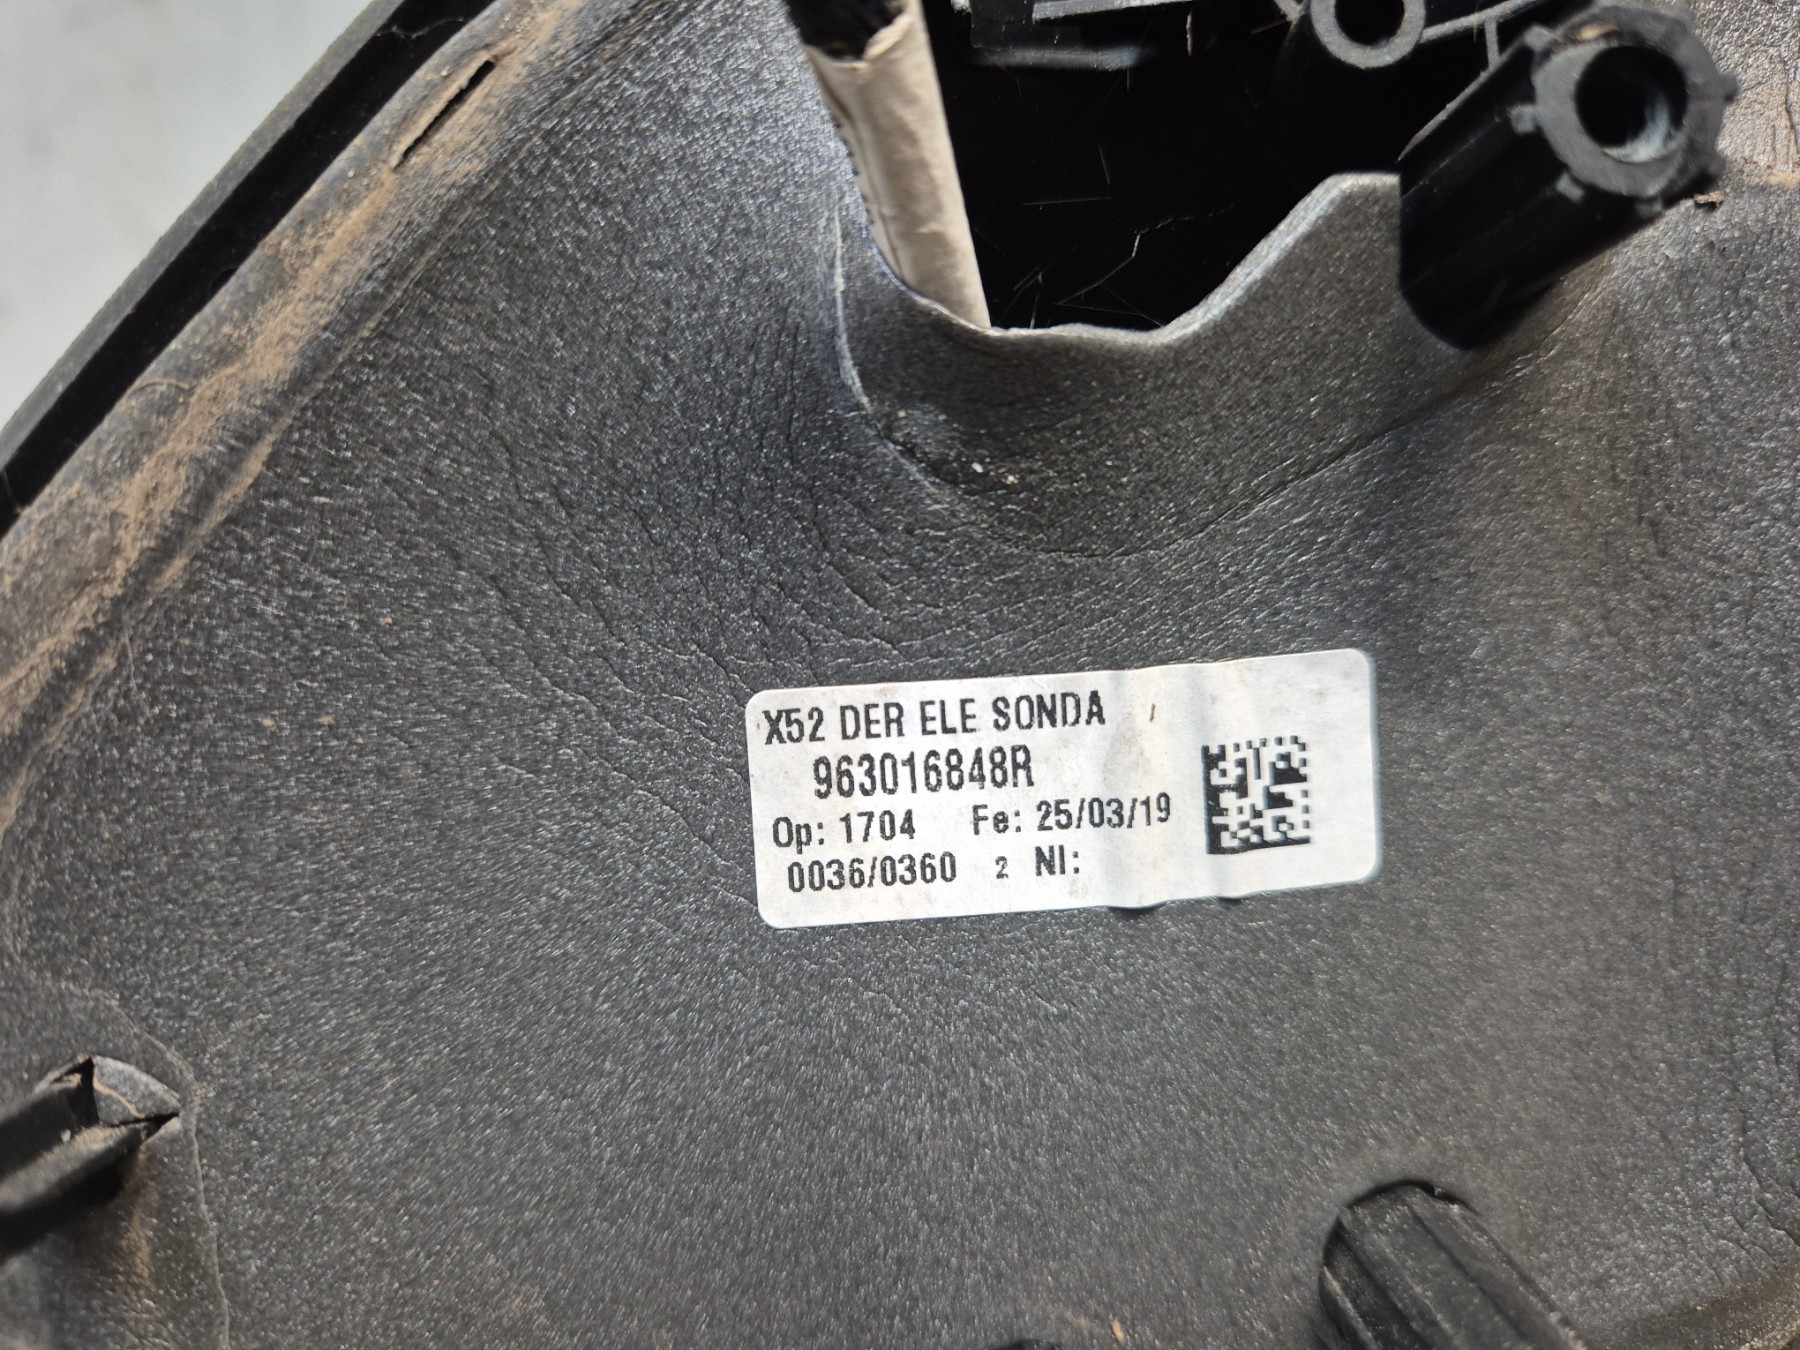 X52 DER ELE SONDA
963016848R
Op: 1704 Fe: 25/03/19
0036/0360 2 NI: